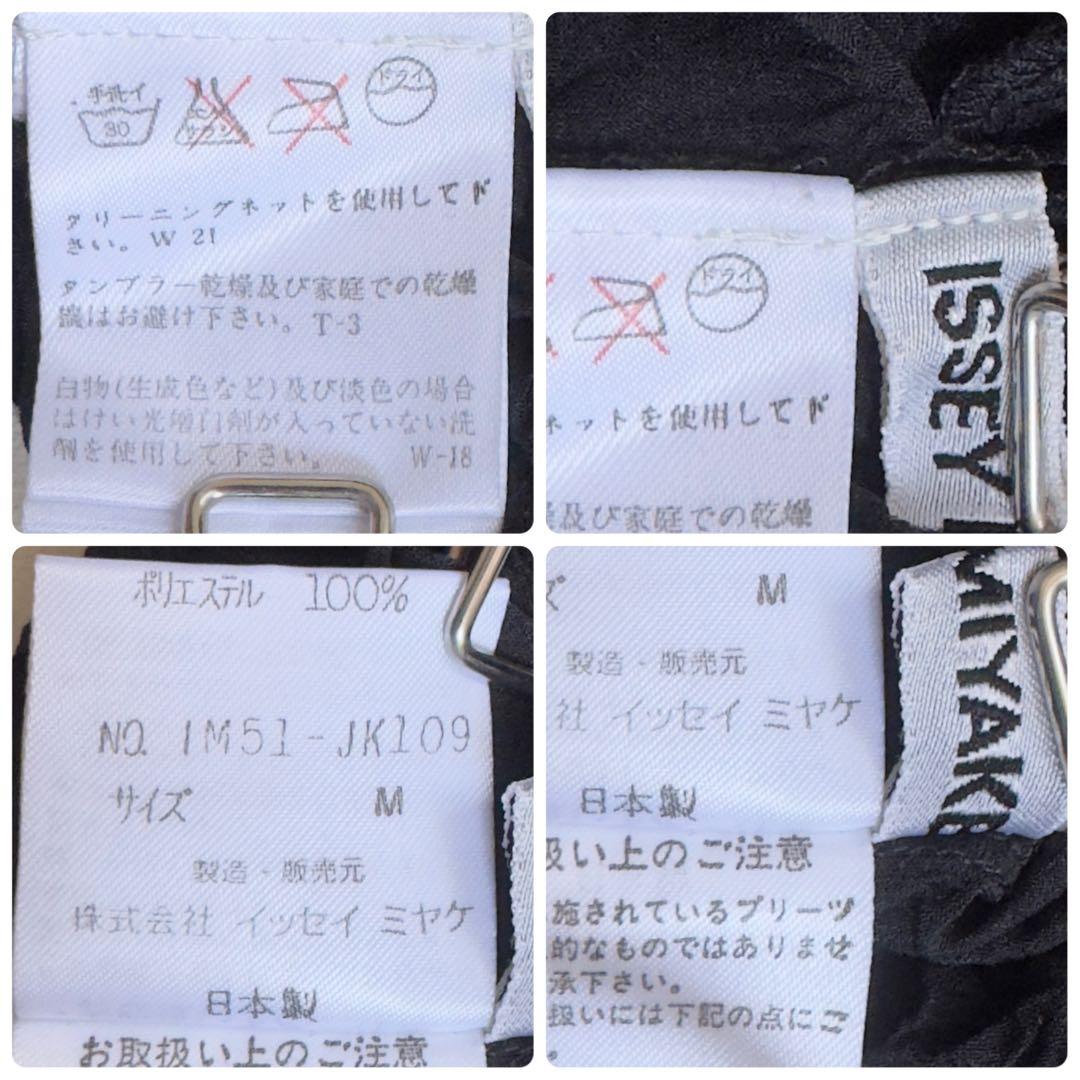 手洗イ
30
エンソ
サラシ
ドライ
クリーニングネットを使用して下
さい。W 21
タンブラー乾燥及び家庭での乾燥
機はお避け下さい。T-3
白物(生成色など)及び淡色の場合
はけい光増白剤が入っていない洗
剤を使用して下さい。 W-18
ドライ
ネットを使用して下
及び家庭での乾燥
ISSEY
ポリエステル 100%
NO. IM51-JK109
サイズ M
製造・販売元
株式会社 イッセイ ミヤケ
日本製
お取扱い上のご注意
ズ M
製造・販売元
社 イッセイ ミヤケ
日本製
扱い上のご注意
施されているプリーツ
的なものではありませ
承下さい。
扱いには下記の点にご
。
MIYAKE